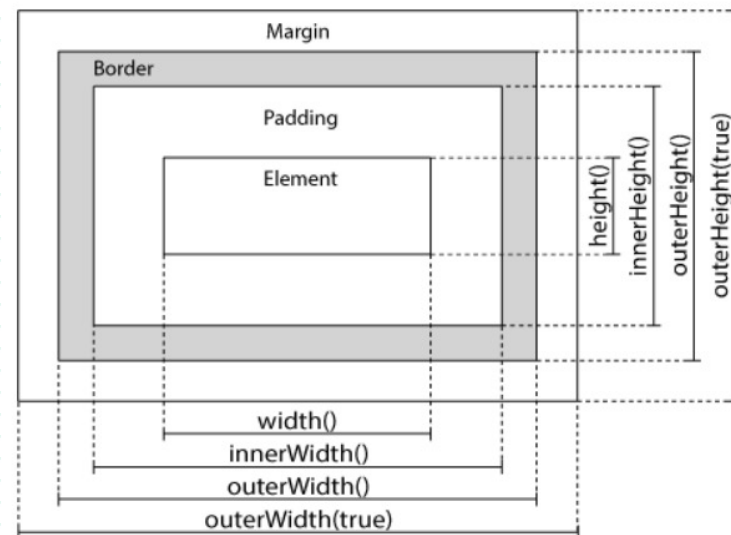 Margin
Border
Padding
Element
height()
innerHeight()
outerHeight()
outerHeight(true)
width()
innerWidth()
outerWidth()
outerWidth(true)